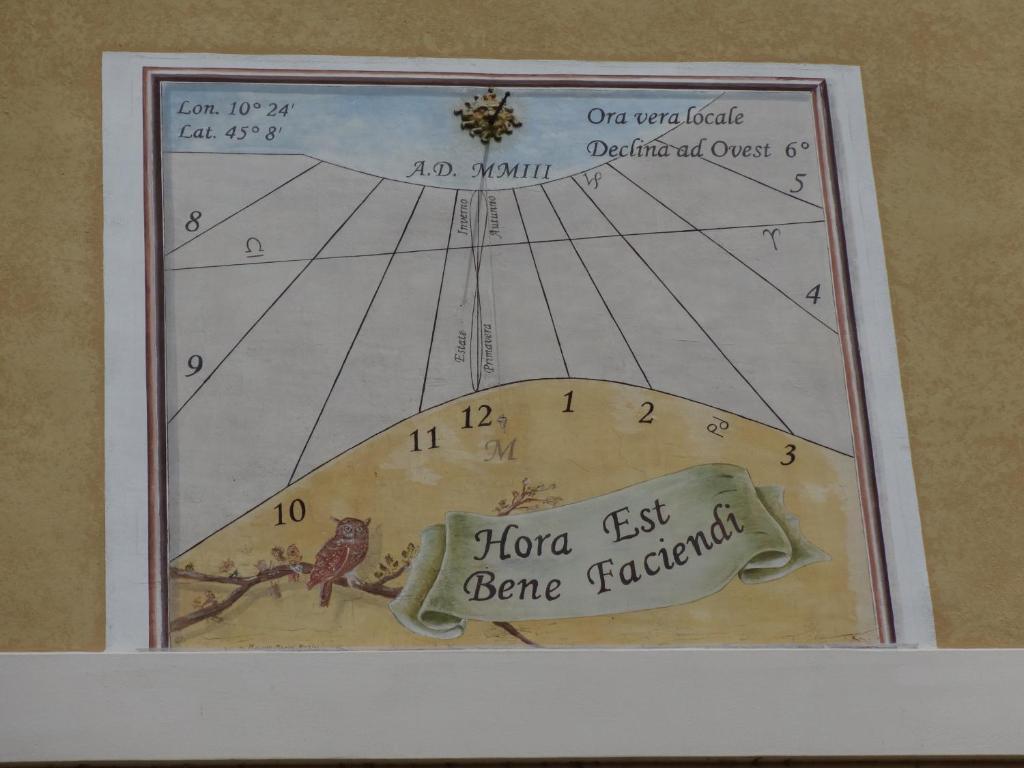 Lon. 10° 24'
Lat. 45° 8'
Ora vera locale
Declina ad Ovest 6°
A.D. MMIII
Inverno
Autunno
Estate
Primavera
8
9
10
11
12
1
2
3
4
5
M
Hora Est
Bene Faciendi